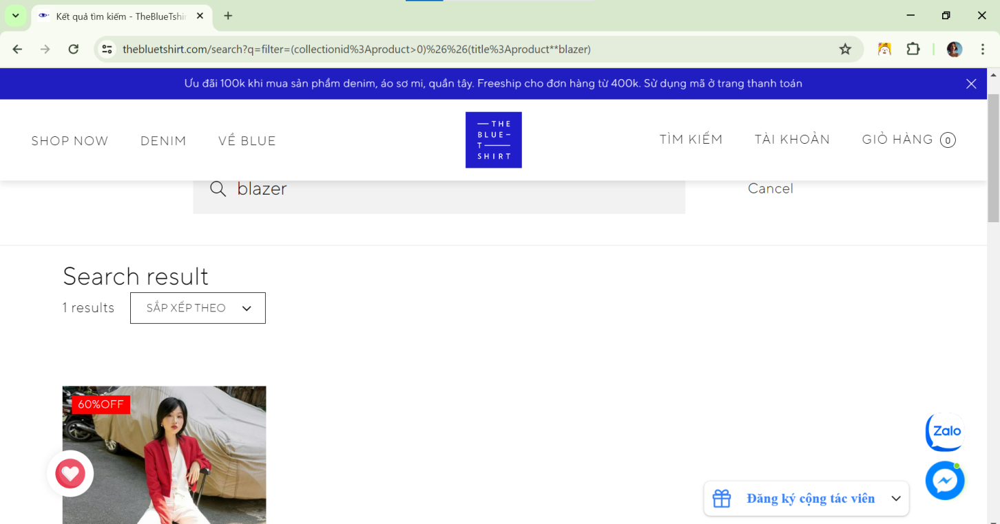 Kết quả tìm kiếm - TheBlueTshir
thebluetshirt.com/search?q=filter=(collectionid%3Aproduct>0)%26%26(title%3Aproduct**blazer)
Ưu đãi 100k khi mua sản phẩm denim, áo sơ mi, quần tây. Freeship cho đơn hàng từ 400k. Sử dụng mã ở trang thanh toán
SHOP NOW DENIM VỀ BLUE
THE
BLUE
T
SHIRT
TÌM KIẾM TÀI KHOẢN GIỎ HÀNG 0
blazer Cancel
Search result
1 results SẮP XẾP THEO
60%OFF
Zalo
Đăng ký cộng tác viên